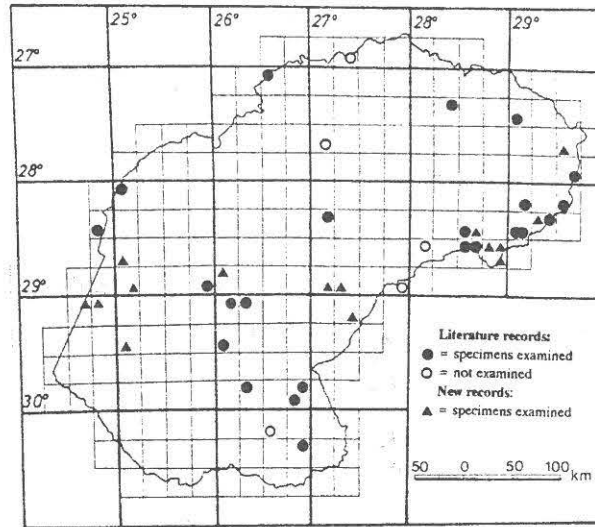 25° 26° 27° 28° 29°
27°
28°
29°
30°
Literature records:
● = specimens examined
○ = not examined
New records:
▲ = specimens examined
50 0 50 100
km